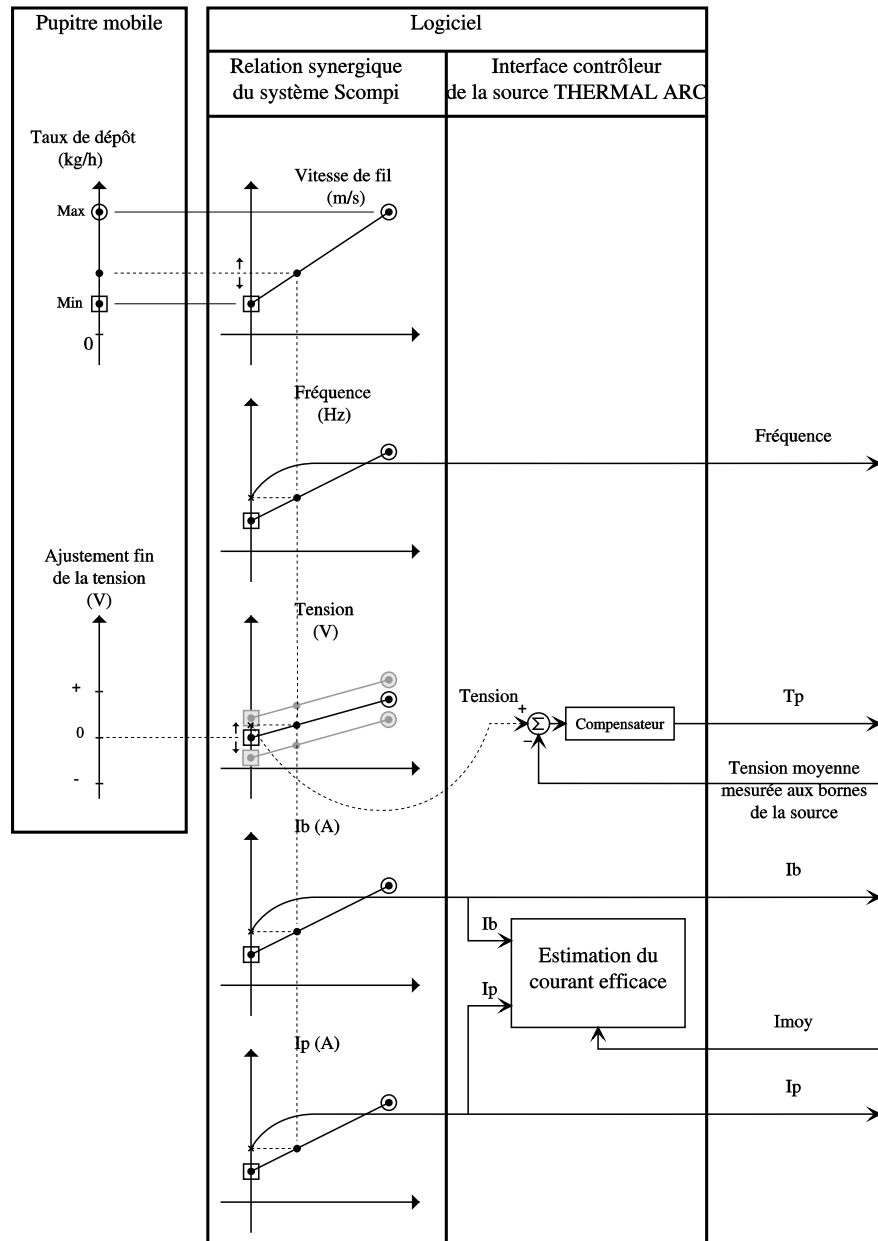 Pupitre mobile
Logiciel
Relation synergique
du système Scompi
Interface contrôleur
de la source THERMAL ARC
Taux de dépôt
(kg/h)
Max
Min
0
Vitesse de fil
(m/s)
Fréquence
(Hz)
Fréquence
Ajustement fin
de la tension
(V)
+
0
-
Tension
(V)
Tension
+
Σ
−
Compensateur
Tp
Tension moyenne
mesurée aux bornes
de la source
Ib (A)
Ib
Ib
Ip
Estimation du
courant efficace
Imoy
Ip (A)
Ip